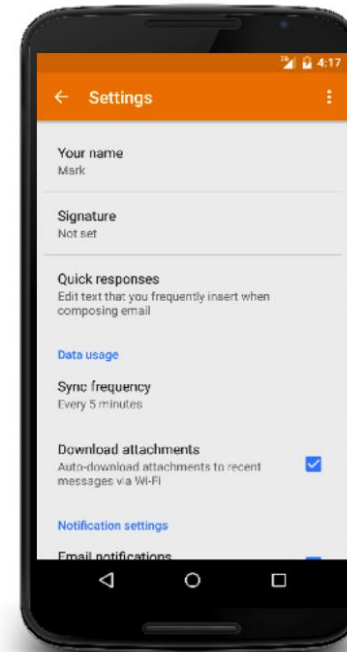 4:17
Settings
Your name
Mark
Signature
Not set
Quick responses
Edit text that you frequently insert when
composing email
Data usage
Sync frequency
Every 5 minutes
Download attachments
Auto-download attachments to recent
messages via Wi-Fi
Notification settings
Email notifications